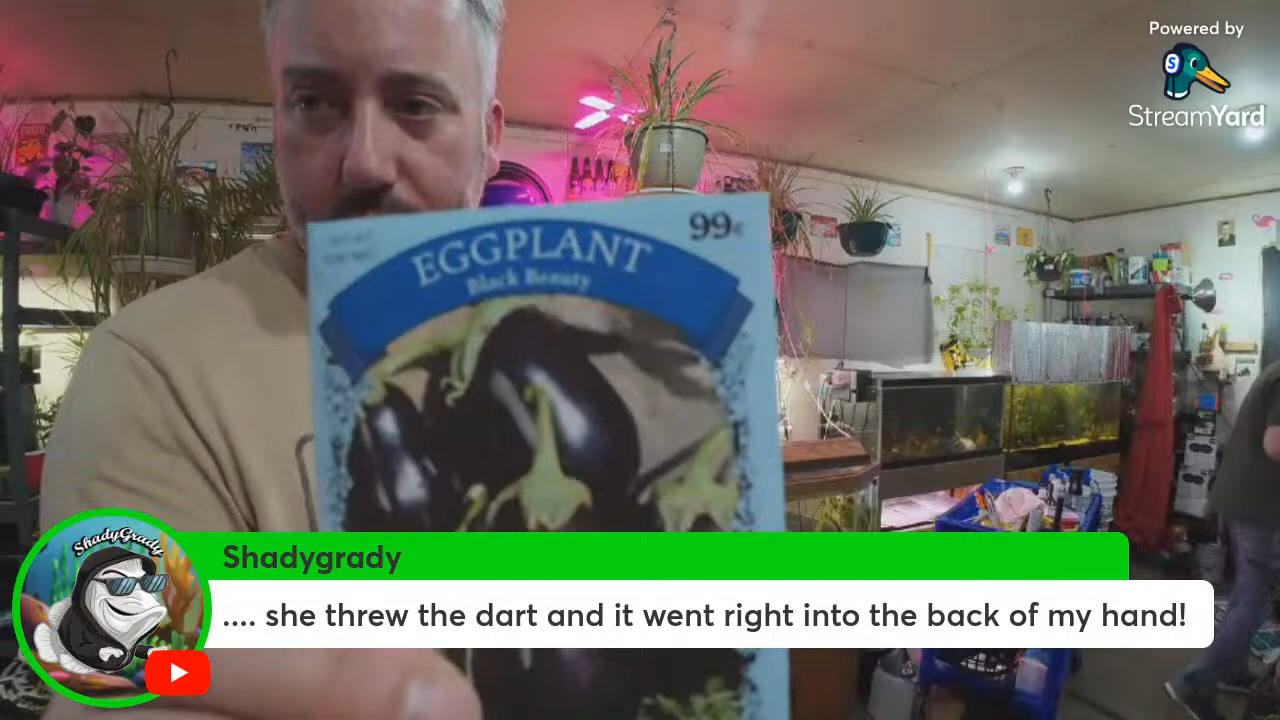 Powered by
StreamYard
EGGPLANT
99¢
Black Beauty
ShadyGrady
Shadygrady
.... she threw the dart and it went right into the back of my hand!